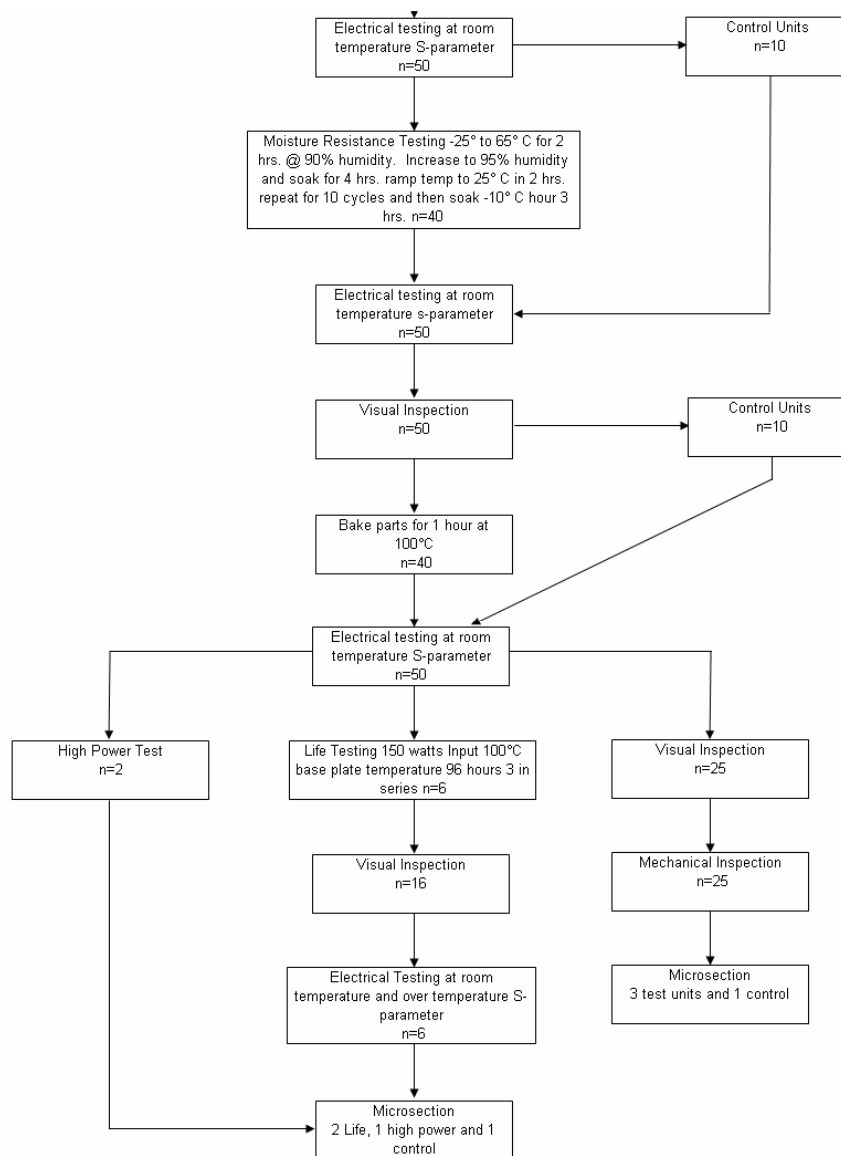 Electrical testing at room
temperature S-parameter
n=50
Control Units
n=10
Moisture Resistance Testing -25° to 65° C for 2
hrs. @ 90% humidity.  Increase to 95% humidity
and soak for 4 hrs. ramp temp to 25° C in 2 hrs.
repeat for 10 cycles and then soak -10° C hour 3
hrs. n=40
Electrical testing at room
temperature s-parameter
n=50
Visual Inspection
n=50
Control Units
n=10
Bake parts for 1 hour at
100°C
n=40
Electrical testing at room
temperature S-parameter
n=50
High Power Test
n=2
Life Testing 150 watts Input 100°C
base plate temperature 96 hours 3 in
series n=6
Visual Inspection
n=25
Visual Inspection
n=16
Mechanical Inspection
n=25
Electrical Testing at room
temperature and over temperature S-
parameter
n=6
Microsection
3 test units and 1 control
Microsection
2 Life, 1 high power and 1
control